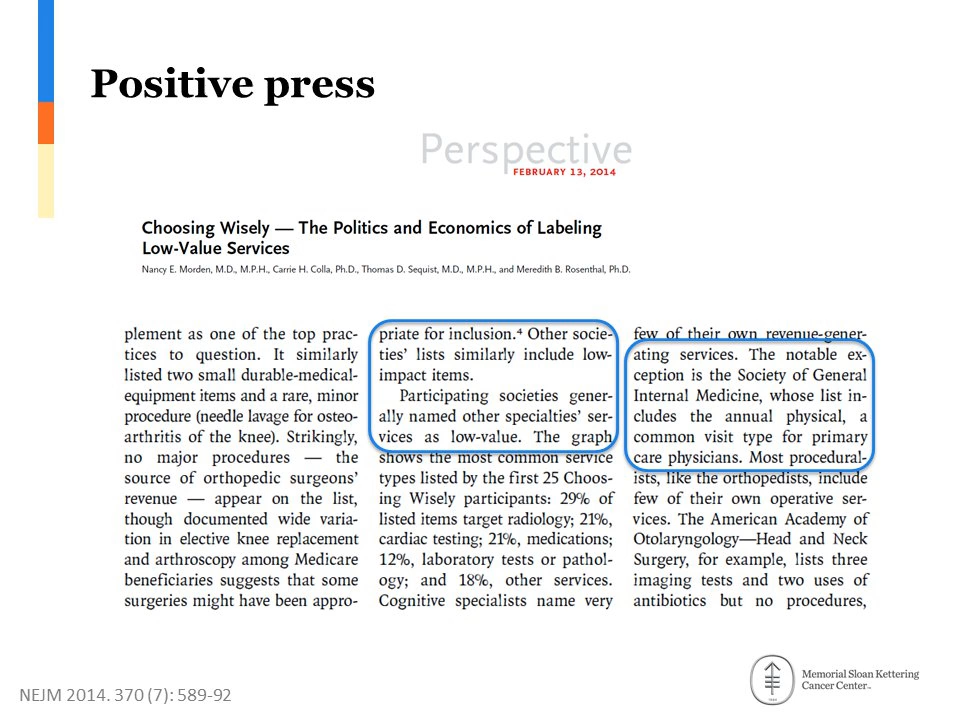 Positive press
Perspective
FEBRUARY 13, 2014
Choosing Wisely — The Politics and Economics of Labeling
Low-Value Services
Nancy E. Morden, M.D., M.P.H., Carrie H. Colla, Ph.D., Thomas D. Sequist, M.D., M.P.H., and Meredith B. Rosenthal, Ph.D.
plement as one of the top prac-
tices to question. It similarly
listed two small durable-medical-
equipment items and a rare, minor
procedure (needle lavage for osteo-
arthritis of the knee). Strikingly,
no major procedures — the
source of orthopedic surgeons’
revenue — appear on the list,
though documented wide varia-
tion in elective knee replacement
and arthroscopy among Medicare
beneficiaries suggests that some
surgeries might have been appro-
priate for inclusion.⁴ Other socie-
ties’ lists similarly include low-
impact items.
Participating societies gener-
ally named other specialties’ ser-
vices as low-value. The graph
shows the most common service
types listed by the first 25 Choos-
ing Wisely participants: 29% of
listed items target radiology; 21%,
cardiac testing; 21%, medications;
12%, laboratory tests or pathol-
ogy; and 18%, other services.
Cognitive specialists name very
few of their own revenue-gener-
ating services. The notable ex-
ception is the Society of General
Internal Medicine, whose list in-
cludes the annual physical, a
common visit type for primary
care physicians. Most procedural-
ists, like the orthopedists, include
few of their own operative ser-
vices. The American Academy of
Otolaryngology—Head and Neck
Surgery, for example, lists three
imaging tests and two uses of
antibiotics but no procedures,
NEJM 2014. 370 (7): 589-92
Memorial Sloan Kettering
Cancer Center